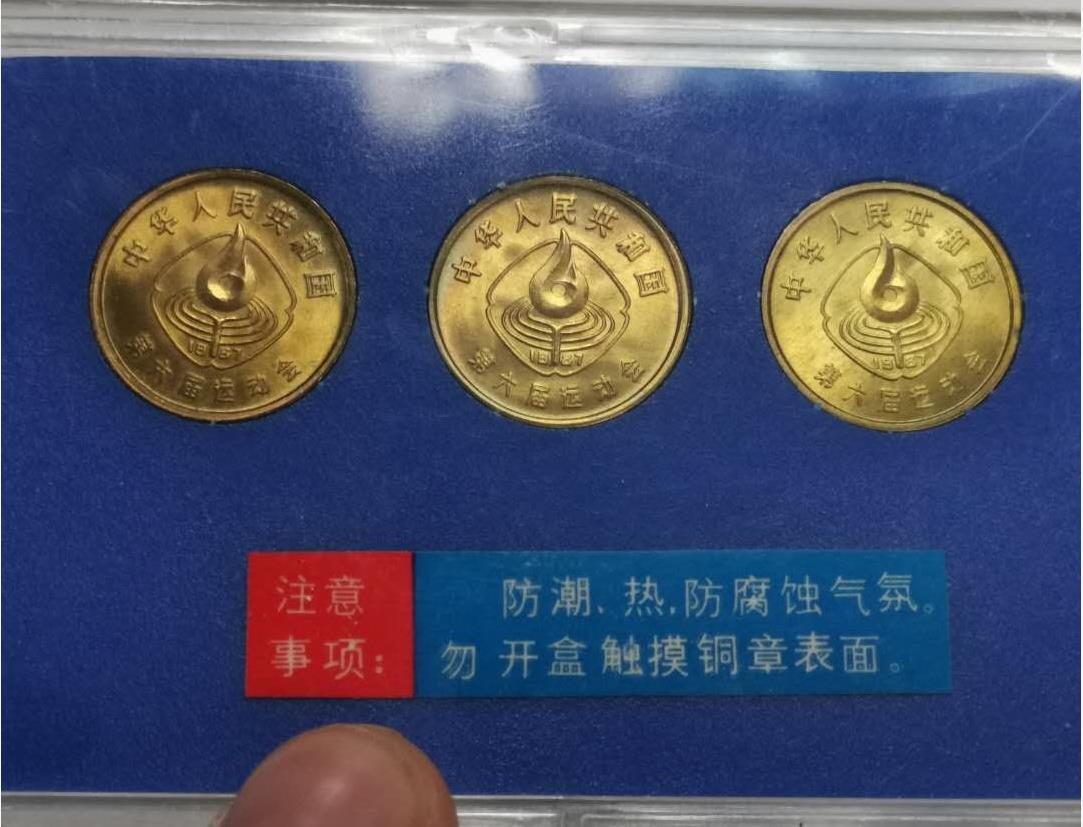 中华人民共和国
1987
第六届运动会
中华人民共和国
1987
第六届运动会
中华人民共和国
1987
第六届运动会
注意
事项:
防潮、热,防腐蚀气氛。
勿开盒触摸铜章表面。